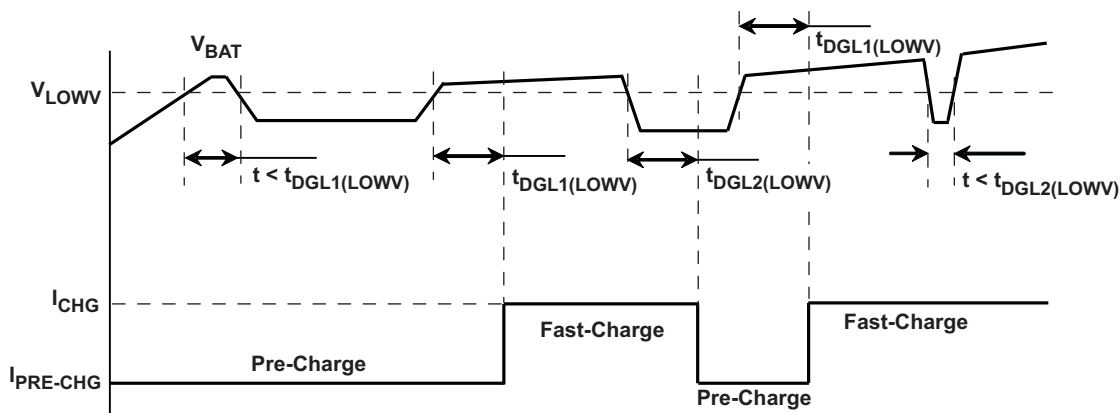 t_DGL1(LOWV)
V_BAT
V_LOWV
t < t_DGL1(LOWV)
t_DGL1(LOWV)
t_DGL2(LOWV)
t < t_DGL2(LOWV)
I_CHG
Fast-Charge
Fast-Charge
Pre-Charge
I_PRE-CHG
Pre-Charge